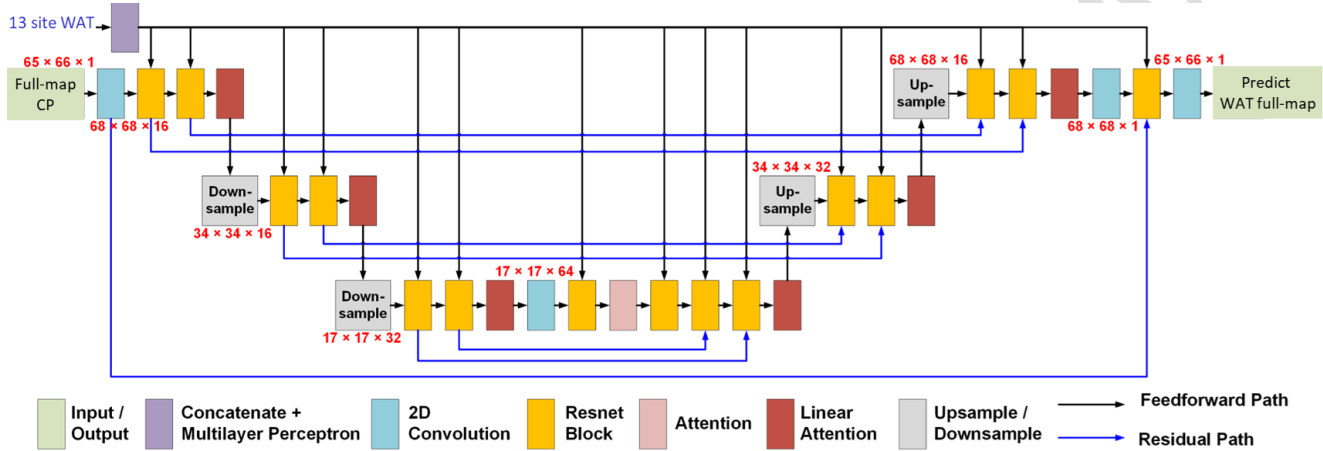 13 site WAT
65 × 66 × 1
Full-map
CP
68 × 68 × 16
Down-
sample
34 × 34 × 16
Down-
sample
17 × 17 × 32
17 × 17 × 64
34 × 34 × 32
Up-
sample
68 × 68 × 16
Up-
sample
68 × 68 × 1
65 × 66 × 1
Predict
WAT full-map
Input /
Output
Concatenate +
Multilayer Perceptron
2D
Convolution
Resnet
Block
Attention
Linear
Attention
Upsample /
Downsample
Feedforward Path
Residual Path